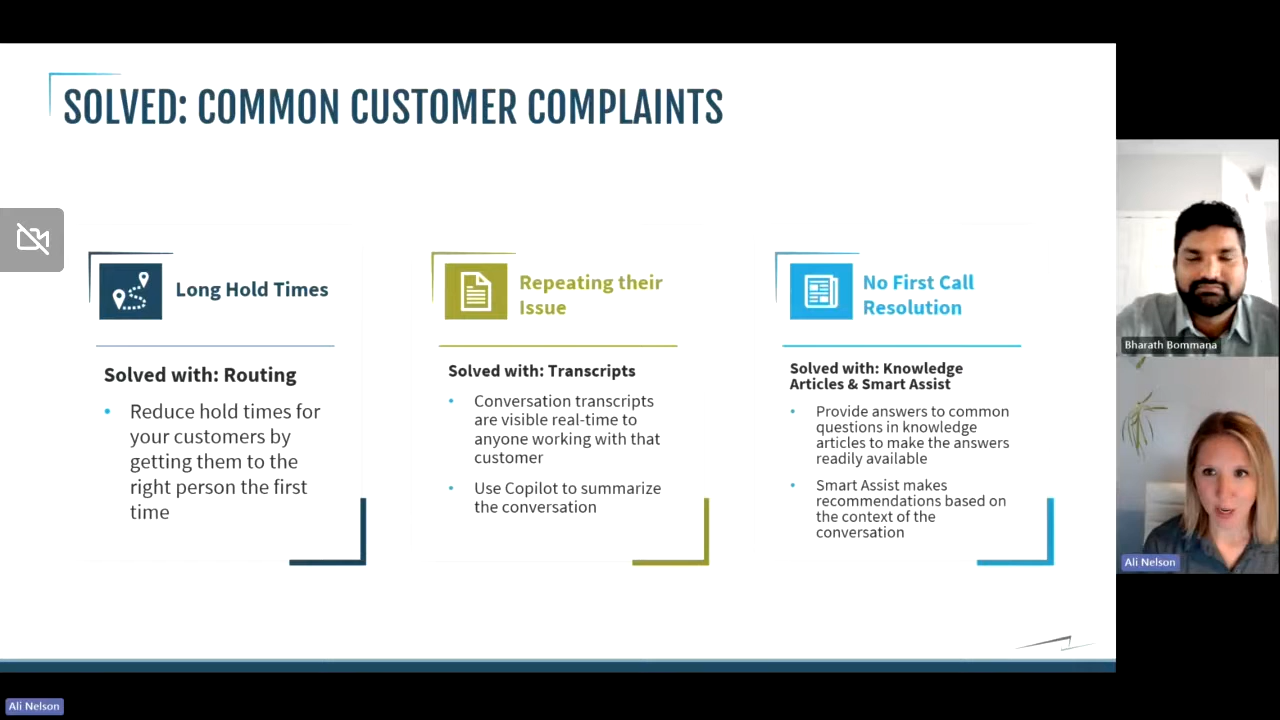 SOLVED: COMMON CUSTOMER COMPLAINTS
Long Hold Times
Solved with: Routing
• Reduce hold times for
your customers by
getting them to the
right person the first
time
Repeating their
Issue
Solved with: Transcripts
• Conversation transcripts
are visible real-time to
anyone working with that
customer
• Use Copilot to summarize
the conversation
No First Call
Resolution
Solved with: Knowledge
Articles & Smart Assist
• Provide answers to common
questions in knowledge
articles to make the answers
readily available
• Smart Assist makes
recommendations based on
the context of the
conversation
Bharath Bommana
Ali Nelson
Ali Nelson